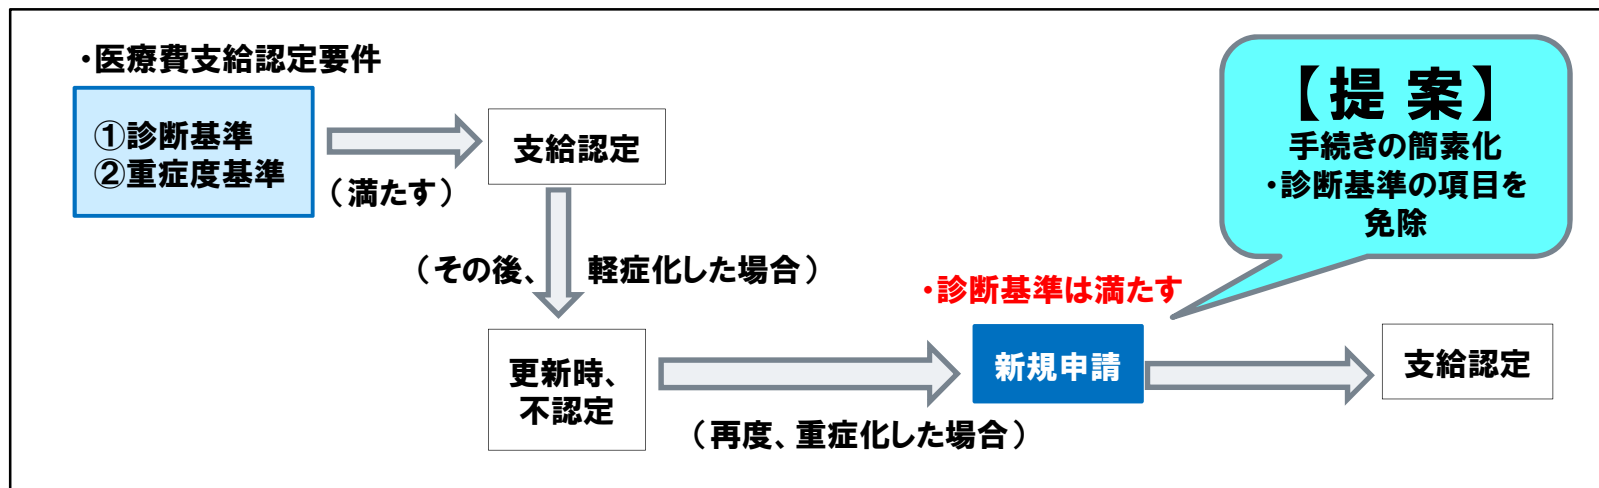 ・医療費支給認定要件
①診断基準
②重症度基準
（満たす）
支給認定
（その後、 軽症化した場合）
更新時、
不認定
（再度、重症化した場合）
・診断基準は満たす
新規申請
【提 案】
手続きの簡素化
・診断基準の項目を
免除
支給認定